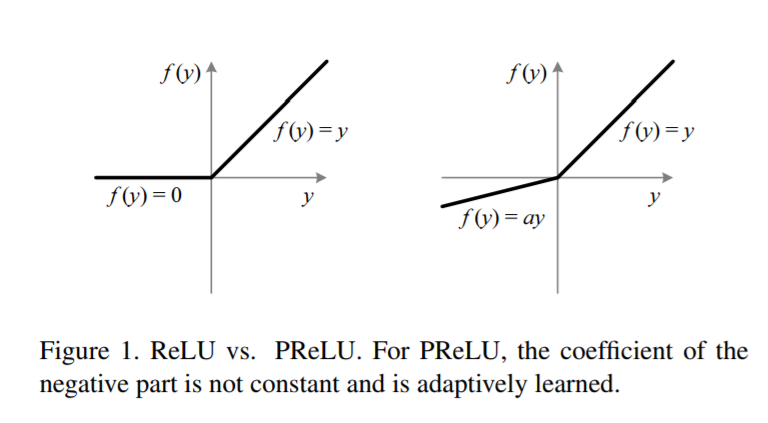 f(y)
f(y) = y
f(y) = 0
y
f(y)
f(y) = y
f(y) = ay
y
Figure 1. ReLU vs. PReLU. For PReLU, the coefficient of the
negative part is not constant and is adaptively learned.